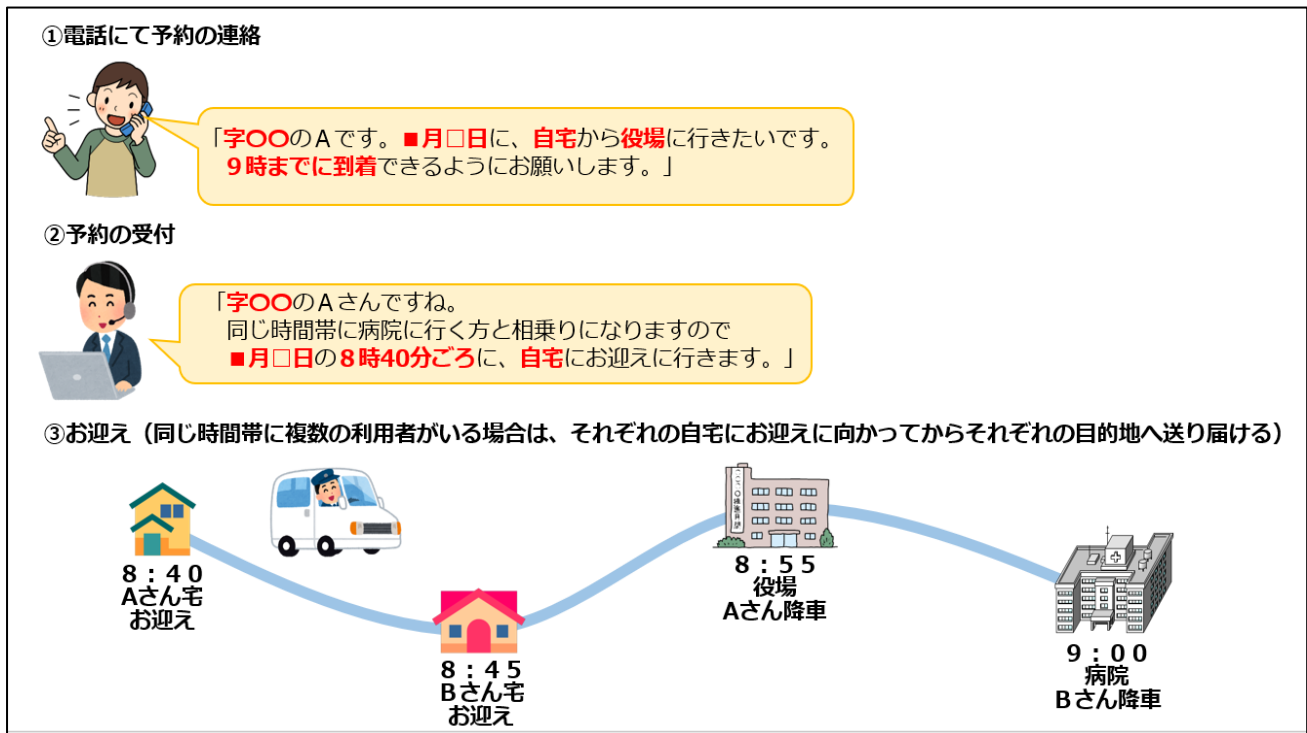 ①電話にて予約の連絡
「字〇〇のAです。■月□日に、自宅から役場に行きたいです。
９時までに到着できるようにお願いします。」
②予約の受付
「字〇〇のAさんですね。
同じ時間帯に病院に行く方と相乗りになりますので
■月□日の８時40分ごろに、自宅にお迎えに行きます。」
③お迎え（同じ時間帯に複数の利用者がいる場合は、それぞれの自宅にお迎えに向かってからそれぞれの目的地へ送り届ける）
８：４０
Aさん宅
お迎え
８：４５
Bさん宅
お迎え
８：５５
役場
Aさん降車
９：００
病院
Bさん降車